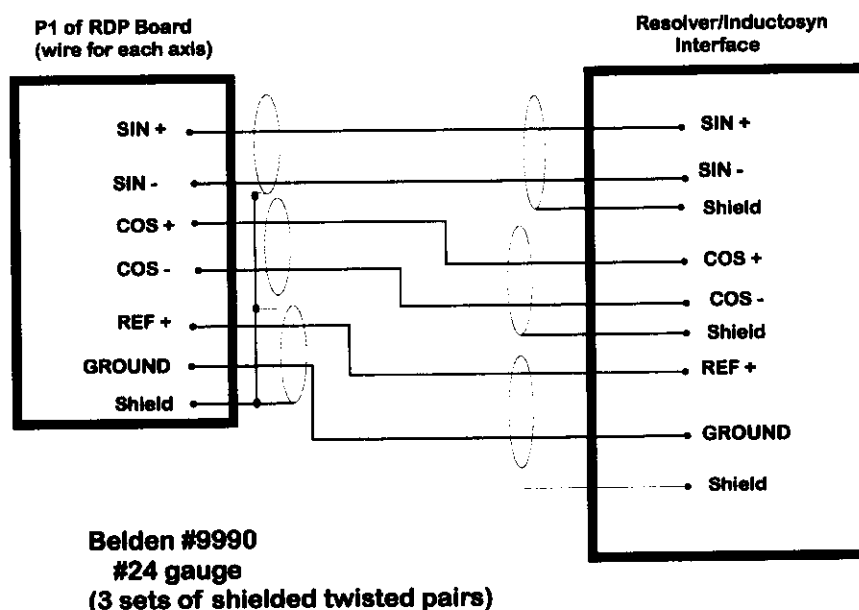 P1 of RDP Board
(wire for each axis)
SIN +
SIN -
COS +
COS -
REF +
GROUND
Shield
Resolver/Inductosyn
Interface
SIN +
SIN -
Shield
COS +
COS -
Shield
REF +
GROUND
Shield
Belden #9990
#24 gauge
(3 sets of shielded twisted pairs)